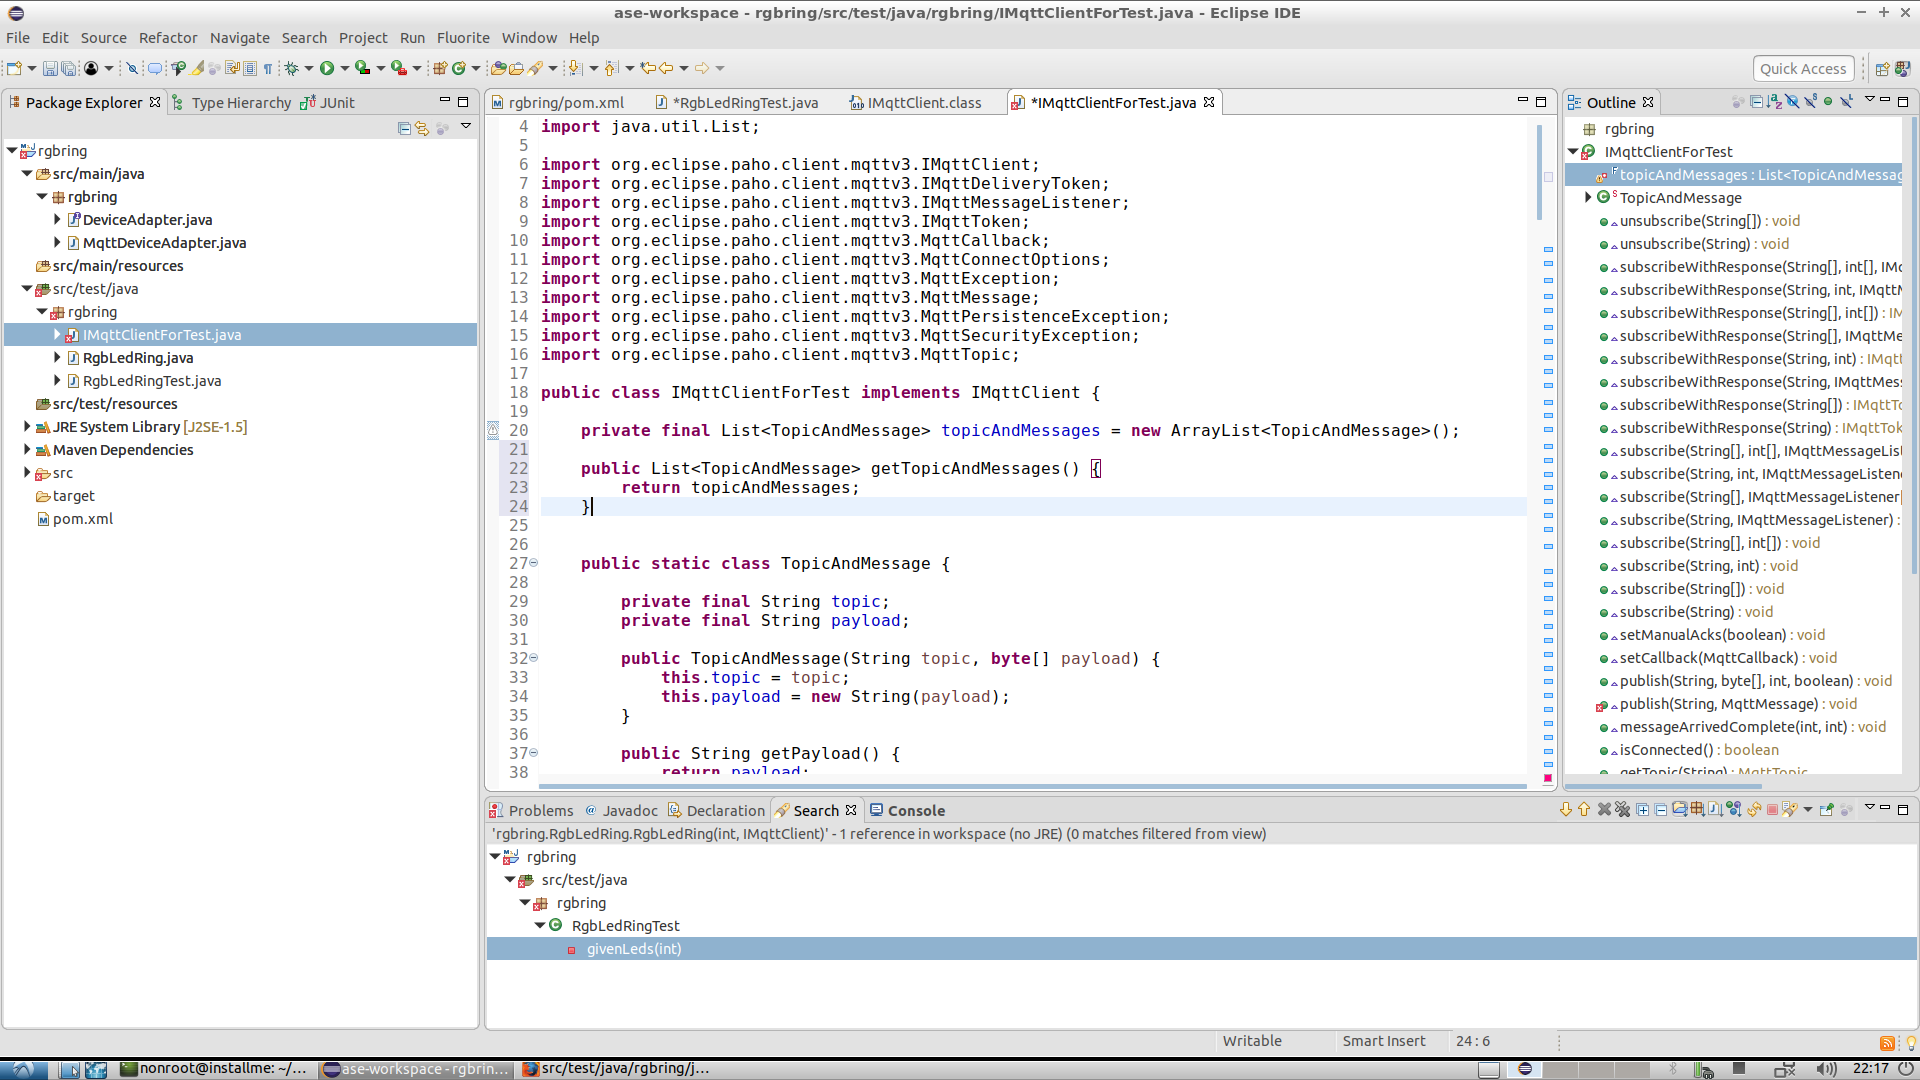 ase-workspace - rgbring/src/test/java/rgbring/IMqttClientForTest.java - Eclipse IDE
File Edit Source Refactor Navigate Search Project Run Fluorite Window Help
Quick Access
Package Explorer Type Hierarchy JUnit
rgbring
src/main/java
rgbring
DeviceAdapter.java
MqttDeviceAdapter.java
src/main/resources
src/test/java
rgbring
IMqttClientForTest.java
RgbLedRing.java
RgbLedRingTest.java
src/test/resources
JRE System Library [J2SE-1.5]
Maven Dependencies
src
target
pom.xml
rgbring/pom.xml *RgbLedRingTest.java IMqttClient.class *IMqttClientForTest.java
4 import java.util.List;
5
6 import org.eclipse.paho.client.mqttv3.IMqttClient;
7 import org.eclipse.paho.client.mqttv3.IMqttDeliveryToken;
8 import org.eclipse.paho.client.mqttv3.IMqttMessageListener;
9 import org.eclipse.paho.client.mqttv3.IMqttToken;
10 import org.eclipse.paho.client.mqttv3.MqttCallback;
11 import org.eclipse.paho.client.mqttv3.MqttConnectOptions;
12 import org.eclipse.paho.client.mqttv3.MqttException;
13 import org.eclipse.paho.client.mqttv3.MqttMessage;
14 import org.eclipse.paho.client.mqttv3.MqttPersistenceException;
15 import org.eclipse.paho.client.mqttv3.MqttSecurityException;
16 import org.eclipse.paho.client.mqttv3.MqttTopic;
17
18 public class IMqttClientForTest implements IMqttClient {
19
20 private final List<TopicAndMessage> topicAndMessages = new ArrayList<TopicAndMessage>();
21
22 public List<TopicAndMessage> getTopicAndMessages() {
23 return topicAndMessages;
24 }
25
26
27 public static class TopicAndMessage {
28
29 private final String topic;
30 private final String payload;
31
32 public TopicAndMessage(String topic, byte[] payload) {
33 this.topic = topic;
34 this.payload = new String(payload);
35 }
36
37 public String getPayload() {
38 return payload;
Outline
rgbring
IMqttClientForTest
topicAndMessages : List<TopicAndMessag
TopicAndMessage
unsubscribe(String[]) : void
unsubscribe(String) : void
subscribeWithResponse(String[], int[], IMq
subscribeWithResponse(String, int, IMqttM
subscribeWithResponse(String[], int[]) : IM
subscribeWithResponse(String[], IMqttMe
subscribeWithResponse(String, int) : IMqtt
subscribeWithResponse(String, IMqttMess
subscribeWithResponse(String[]) : IMqttTo
subscribeWithResponse(String) : IMqttTok
subscribe(String[], int[], IMqttMessageList
subscribe(String, int, IMqttMessageListene
subscribe(String[], IMqttMessageListener[
subscribe(String, IMqttMessageListener) :
subscribe(String[], int[]) : void
subscribe(String, int) : void
subscribe(String[]) : void
subscribe(String) : void
setManualAcks(boolean) : void
setCallback(MqttCallback) : void
publish(String, byte[], int, boolean) : void
publish(String, MqttMessage) : void
messageArrivedComplete(int, int) : void
isConnected() : boolean
getTopic(String) : MqttTopic
Problems Javadoc Declaration Search Console
'rgbring.RgbLedRing.RgbLedRing(int, IMqttClient)' - 1 reference in workspace (no JRE) (0 matches filtered from view)
rgbring
src/test/java
rgbring
RgbLedRingTest
givenLeds(int)
Writable Smart Insert 24 : 6
nonroot@installme: ~/... ase-workspace - rgbrin... src/test/java/rgbring/j... 22:17